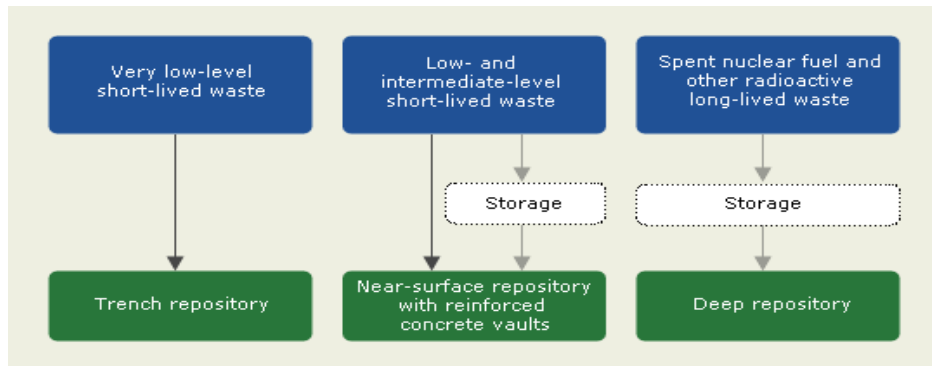 Very low-level
short-lived waste
Low- and
intermediate-level
short-lived waste
Spent nuclear fuel and
other radioactive
long-lived waste
Storage
Storage
Trench repository
Near-surface repository
with reinforced
concrete vaults
Deep repository